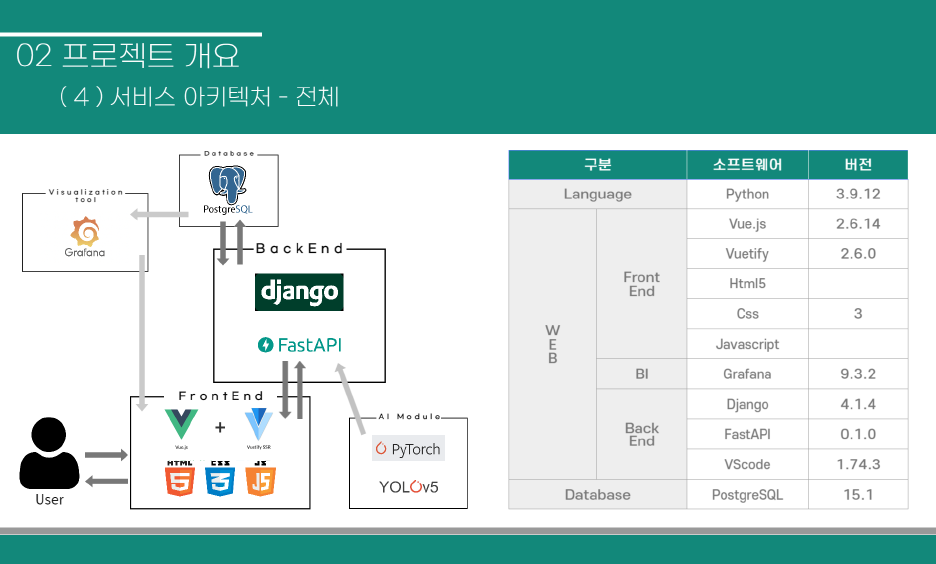 02 프로젝트 개요
( 4 ) 서비스 아키텍처 - 전체
Database
PostgreSQL
Visualization
tool
Grafana
BackEnd
django
FastAPI
FrontEnd
Vue.js
+
Vuetify SSR
HTML
5
CSS
3
JS
JS
AI Module
PyTorch
YOLOv5
User
구분 소프트웨어 버전
Language Python 3.9.12
WEB
Front
End
Vue.js 2.6.14
Vuetify 2.6.0
Html5
Css 3
Javascript
BI Grafana 9.3.2
Back
End
Django 4.1.4
FastAPI 0.1.0
VScode 1.74.3
Database PostgreSQL 15.1